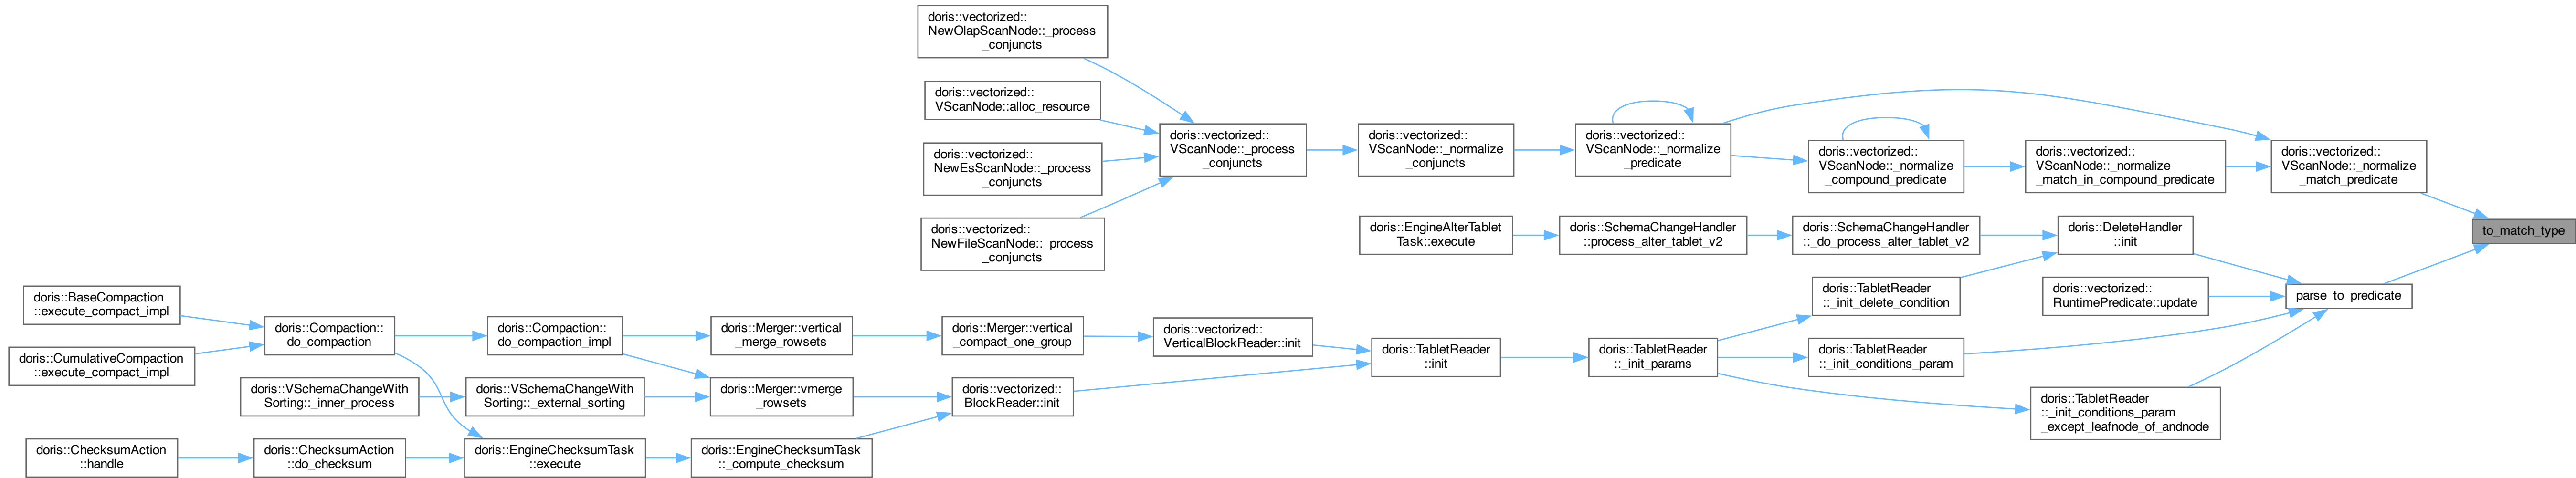 doris::vectorized::
NewOlapScanNode::_process
_conjuncts
doris::vectorized::
VScanNode::alloc_resource
doris::vectorized::
NewEsScanNode::_process
_conjuncts
doris::vectorized::
NewFileScanNode::_process
_conjuncts
doris::vectorized::
VScanNode::_process
_conjuncts
doris::vectorized::
VScanNode::_normalize
_conjuncts
doris::vectorized::
VScanNode::_normalize
_predicate
doris::vectorized::
VScanNode::_normalize
_compound_predicate
doris::vectorized::
VScanNode::_normalize
_match_in_compound_predicate
doris::vectorized::
VScanNode::_normalize
_match_predicate
to_match_type
doris::EngineAlterTablet
Task::execute
doris::SchemaChangeHandler
::process_alter_tablet_v2
doris::SchemaChangeHandler
::_do_process_alter_tablet_v2
doris::DeleteHandler
::init
doris::TabletReader
::_init_delete_condition
doris::vectorized::
RuntimePredicate::update
parse_to_predicate
doris::BaseCompaction
::execute_compact_impl
doris::CumulativeCompaction
::execute_compact_impl
doris::Compaction::
do_compaction
doris::Compaction::
do_compaction_impl
doris::Merger::vertical
_merge_rowsets
doris::Merger::vertical
_compact_one_group
doris::vectorized::
VerticalBlockReader::init
doris::TabletReader
::init
doris::TabletReader
::_init_params
doris::TabletReader
::_init_conditions_param
doris::VSchemaChangeWith
Sorting::_inner_process
doris::VSchemaChangeWith
Sorting::_external_sorting
doris::Merger::vmerge
_rowsets
doris::vectorized::
BlockReader::init
doris::TabletReader
::_init_conditions_param
_except_leafnode_of_andnode
doris::ChecksumAction
::handle
doris::ChecksumAction
::do_checksum
doris::EngineChecksumTask
::execute
doris::EngineChecksumTask
::_compute_checksum